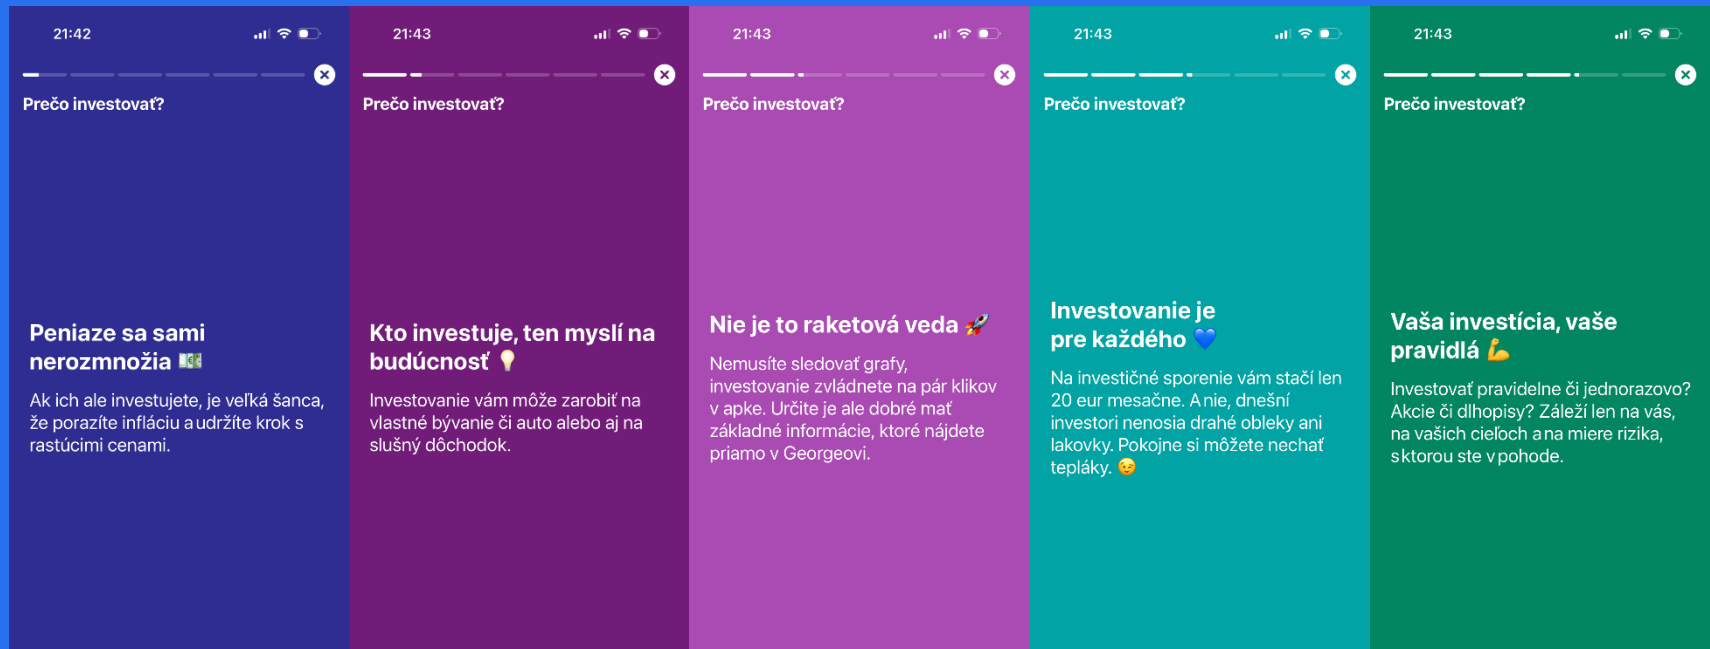 21:42
Prečo investovať?
Peniaze sa sami
nerozmnožia 💶
Ak ich ale investujete, je veľká šanca,
že porazíte infláciu a udržíte krok s
rastúcimi cenami.
21:43
Prečo investovať?
Kto investuje, ten myslí na
budúcnosť 💡
Investovanie vám môže zarobiť na
vlastné bývanie či auto alebo aj na
slušný dôchodok.
21:43
Prečo investovať?
Nie je to raketová veda 🚀
Nemusíte sledovať grafy,
investovanie zvládnete na pár klikov
v apke. Určite je ale dobré mať
základné informácie, ktoré nájdete
priamo v Georgeovi.
21:43
Prečo investovať?
Investovanie je
pre každého 💙
Na investičné sporenie vám stačí len
20 eur mesačne. A nie, dnešní
investori nenosia drahé obleky ani
lakovky. Pokojne si môžete nechať
tepláky. 😉
21:43
Prečo investovať?
Vaša investícia, vaše
pravidlá 💪
Investovať pravidelne či jednorazovo?
Akcie či dlhopisy? Záleží len na vás,
na vašich cieľoch a na miere rizika,
s ktorou ste v pohode.